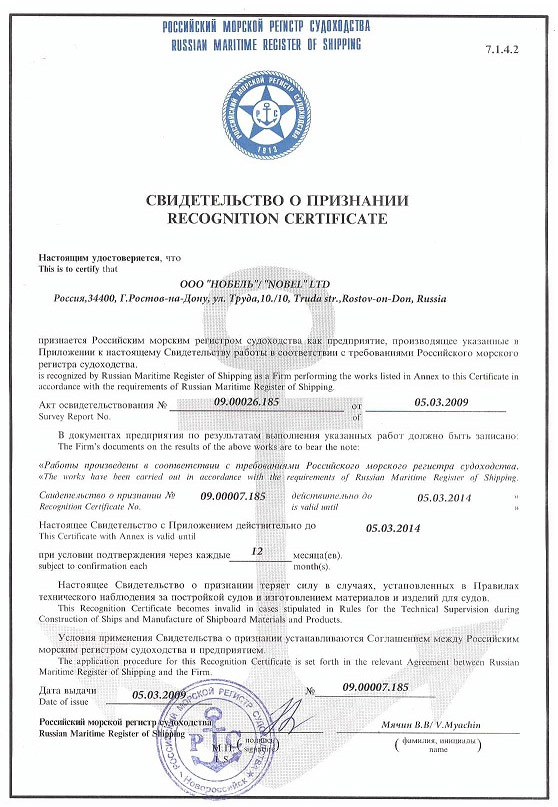 РОССИЙСКИЙ МОРСКОЙ РЕГИСТР СУДОХОДСТВА
RUSSIAN MARITIME REGISTER OF SHIPPING
7.1.4.2
РОССИЙСКИЙ МОРСКОЙ РЕГИСТР СУДОХОДСТВА
Р С
1913
СВИДЕТЕЛЬСТВО О ПРИЗНАНИИ
RECOGNITION CERTIFICATE
Настоящим удостоверяется, что
This is to certify that
ООО "НОБЕЛЬ"/ "NOBEL" LTD
Россия,34400, Г.Ростов-на-Дону, ул. Труда,10./10, Truda str.,Rostov-on-Don, Russia
признается Российским морским регистром судоходства как предприятие, производящее указанные в
Приложении к настоящему Свидетельству работы в соответствии с требованиями Российского морского
регистра судоходства.
is recognized by Russian Maritime Register of Shipping as a Firm performing the works listed in Annex to this Certificate in
accordance with the requirements of Russian Maritime Register of Shipping.
Акт освидетельствования № 09.00026.185 от 05.03.2009
Survey Report No. of
В документах предприятия по результатам выполнения указанных работ должно быть записано:
The Firm's documents on the results of the above works are to bear the note:
«Работы произведены в соответствии с требованиями Российского морского регистра судоходства.
«The works have been carried out in accordance with the requirements of Russian Maritime Register of Shipping.
Свидетельство о признании № 09.00007.185 действительно до 05.03.2014 »
Recognition Certificate No. is valid until »
Настоящее Свидетельство с Приложением действительно до 05.03.2014
This Certificate with Annex is valid until
при условии подтверждения через каждые 12 месяца(ев).
subject to confirmation each month(s).
Настоящее Свидетельство о признании теряет силу в случаях, установленных в Правилах
технического наблюдения за постройкой судов и изготовлением материалов и изделий для судов.
This Recognition Certificate becomes invalid in cases stipulated in Rules for the Technical Supervision during
Construction of Ships and Manufacture of Shipboard Materials and Products.
Условия применения Свидетельства о признании устанавливаются Соглашением между Российским
морским регистром судоходства и предприятием.
The application procedure for this Recognition Certificate is set forth in the relevant Agreement between Russian
Maritime Register of Shipping and the Firm.
Дата выдачи 05.03.2009 № 09.00007.185
Date of issue
Российский морской регистр судоходства Мячин В.В/ V.Myachin
Russian Maritime Register of Shipping М.П. (подпись) (фамилия, инициалы)
L.S. signature name
РОССИЙСКИЙ МОРСКОЙ РЕГИСТР СУДОХОДСТВА
Р С
Новороссийск